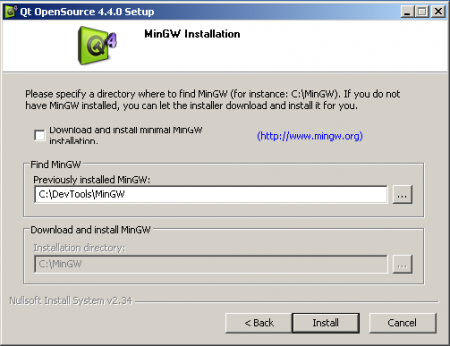 Qt OpenSource 4.4.0 Setup
4
MinGW Installation
Please specify a directory where to find MinGW (for instance: C:\MinGW). If you do not
have MinGW installed, you can let the installer download and install it for you.
Download and install minimal MinGW
installation.
(http://www.mingw.org)
Find MinGW
Previously installed MinGW:
C:\DevTools\MinGW
...
Download and install MinGW
Installation directory:
C:\MinGW
...
Nullsoft Install System v2.34
< Back
Install
Cancel